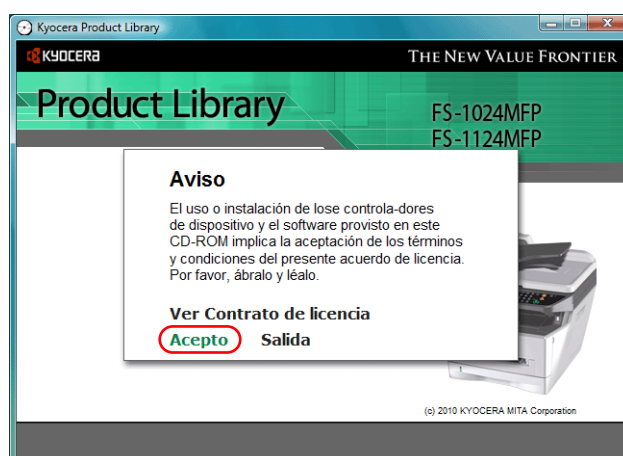 Kyocera Product Library
KYOCERA
THE NEW VALUE FRONTIER
Product Library
FS-1024MFP
FS-1124MFP
Aviso
El uso o instalación de lose controla-dores
de dispositivo y el software provisto en este
CD-ROM implica la aceptación de los términos
y condiciones del presente acuerdo de licencia.
Por favor, ábralo y léalo.
Ver Contrato de licencia
Acepto Salida
(c) 2010 KYOCERA MITA Corporation